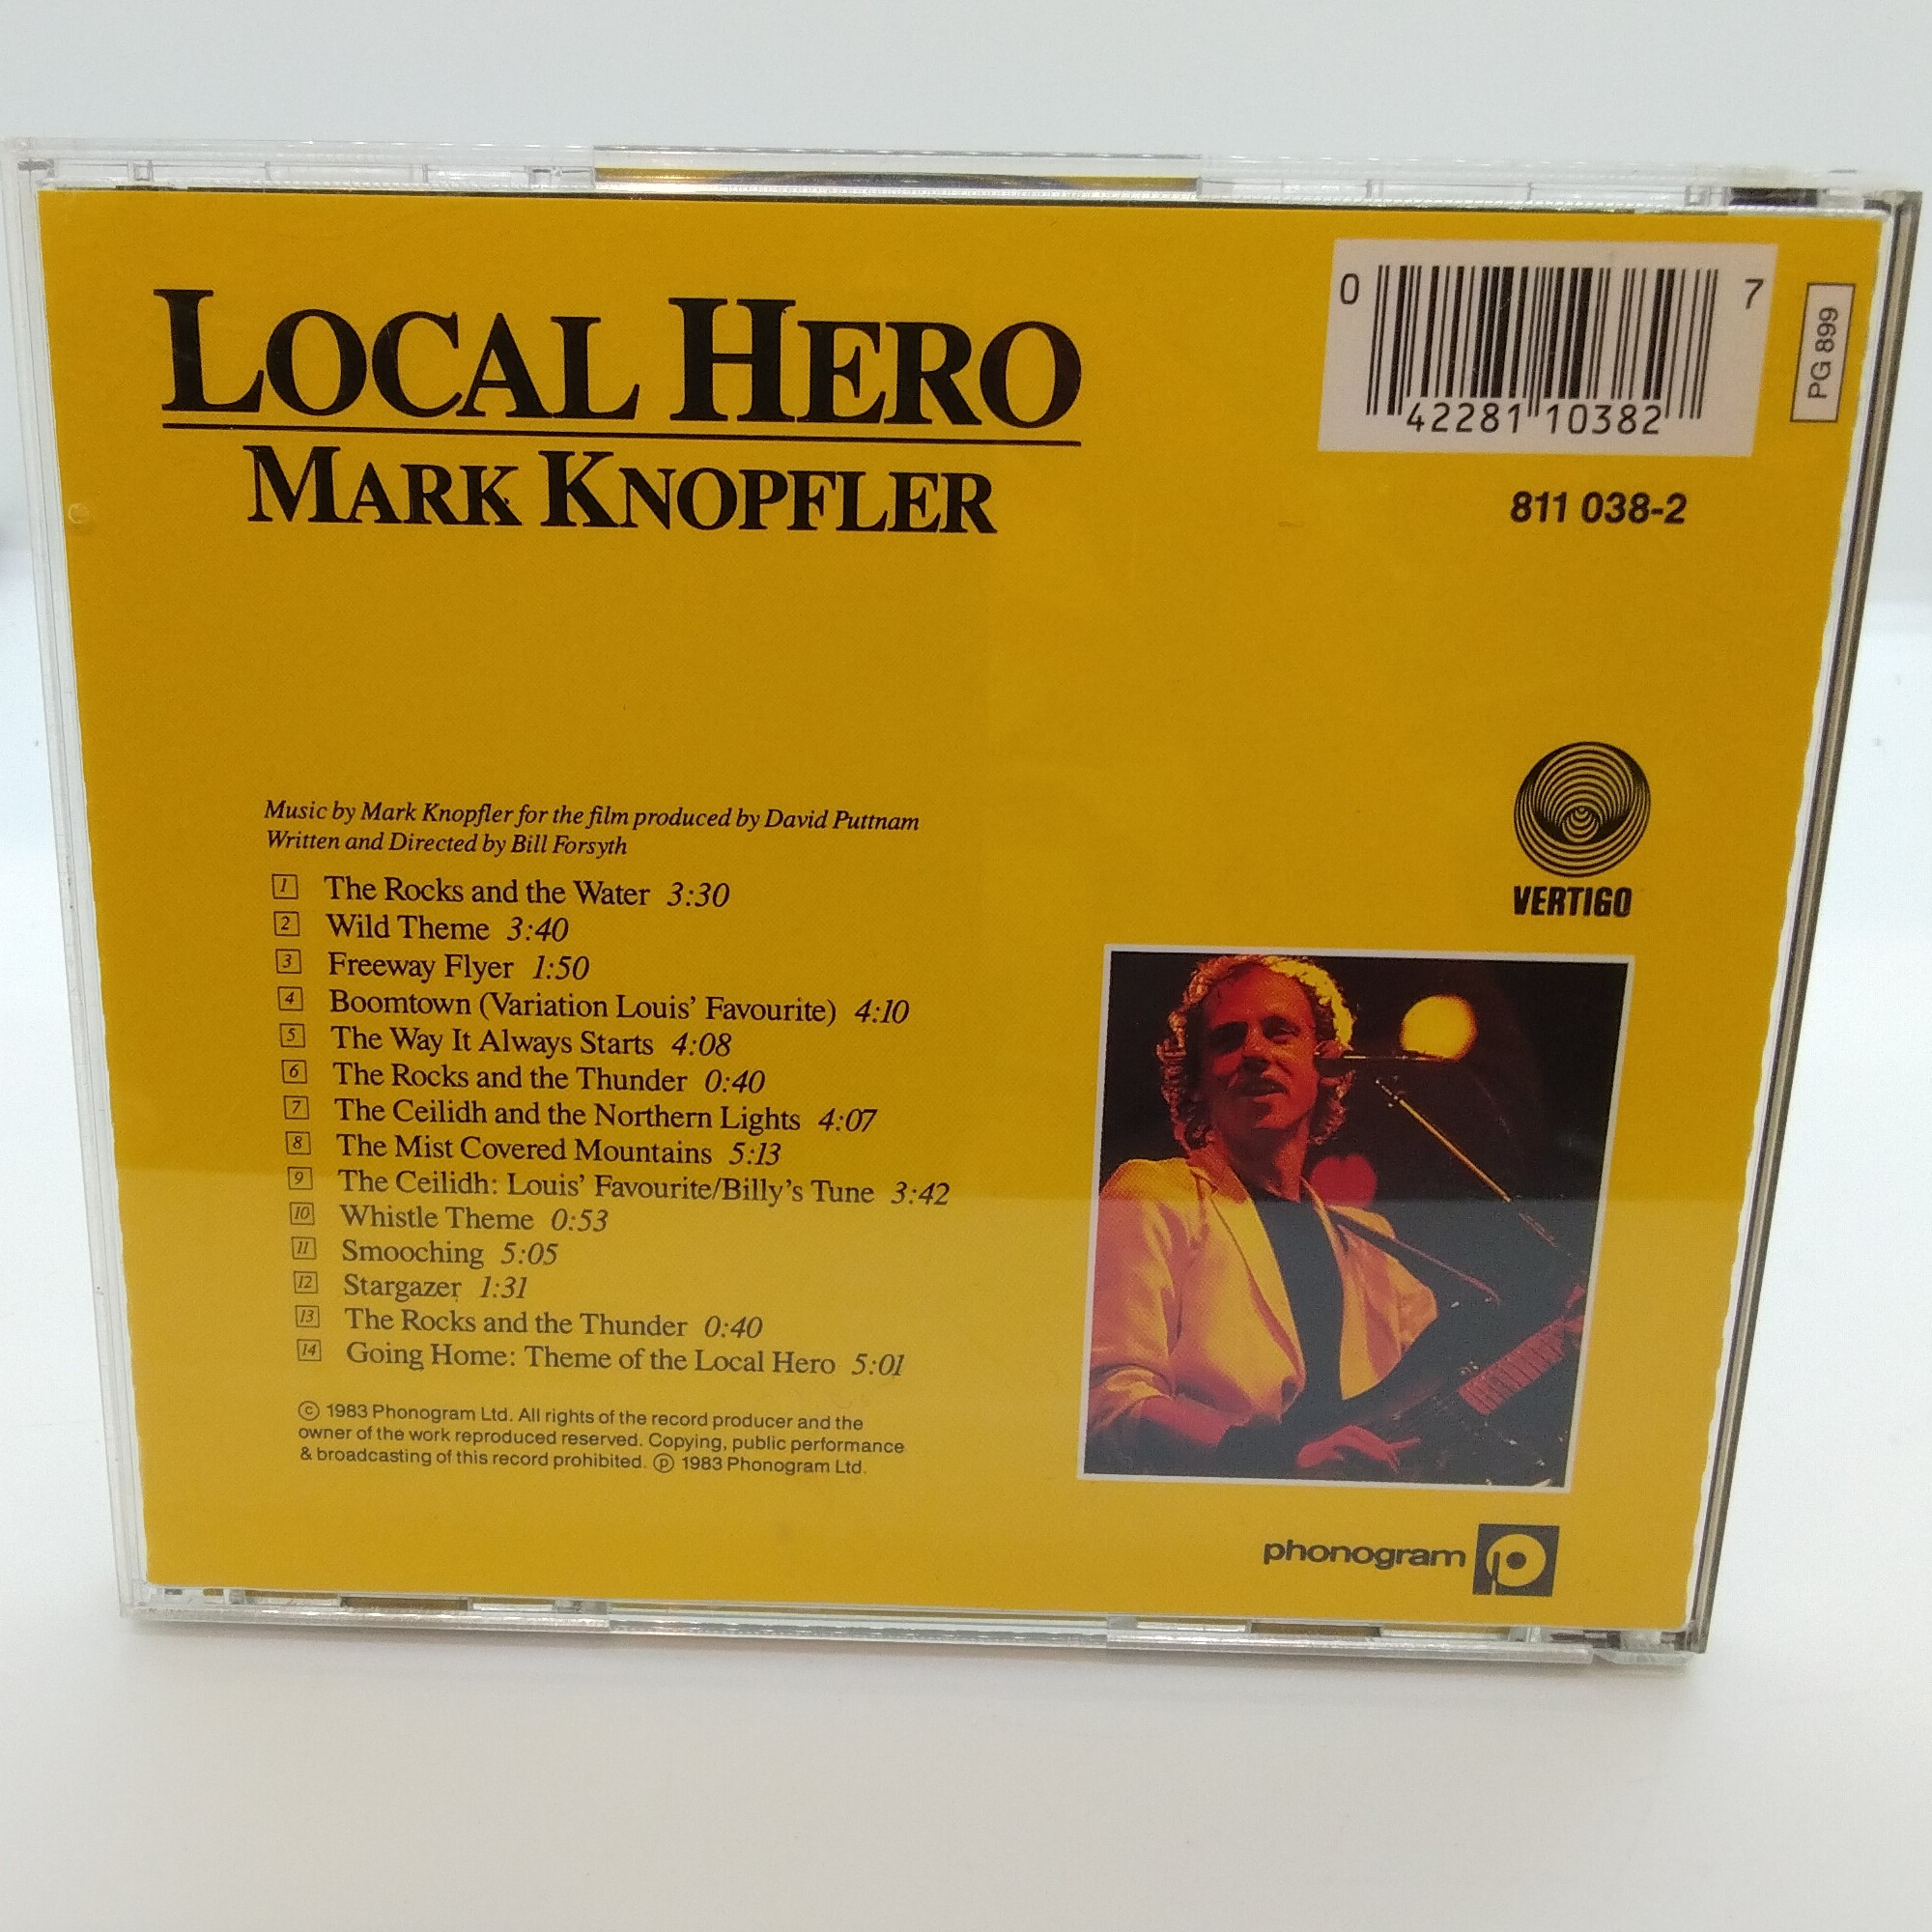 LOCAL HERO
MARK KNOPFLER
0 42281 10382 7
PG 899
811 038-2
Music by Mark Knopfler for the film produced by David Puttnam
Written and Directed by Bill Forsyth
VERTIGO
1 The Rocks and the Water 3:30
2 Wild Theme 3:40
3 Freeway Flyer 1:50
4 Boomtown (Variation Louis’ Favourite) 4:10
5 The Way It Always Starts 4:08
6 The Rocks and the Thunder 0:40
7 The Ceilidh and the Northern Lights 4:07
8 The Mist Covered Mountains 5:13
9 The Ceilidh: Louis’ Favourite/Billy’s Tune 3:42
10 Whistle Theme 0:53
11 Smooching 5:05
12 Stargazer 1:31
13 The Rocks and the Thunder 0:40
14 Going Home: Theme of the Local Hero 5:01
© 1983 Phonogram Ltd. All rights of the record producer and the
owner of the work reproduced reserved. Copying, public performance
& broadcasting of this record prohibited. ℗ 1983 Phonogram Ltd.
phonogram p